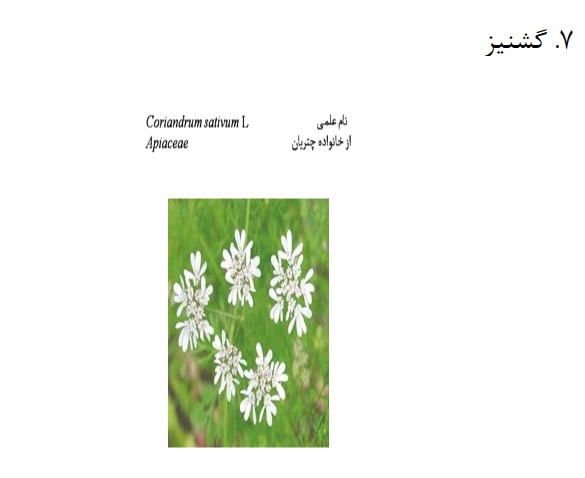 ۷. گشنیز
نام علمی Coriandrum sativum L
از خانواده چتریان Apiaceae